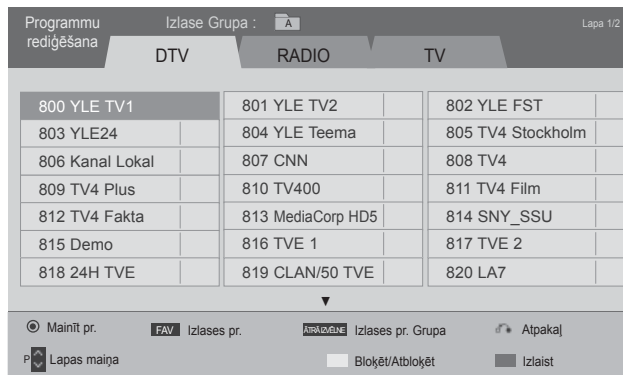 Programmu rediģēšana
Izlase Grupa : A
Lapa 1/2
DTV RADIO TV
800 YLE TV1 801 YLE TV2 802 YLE FST
803 YLE24 804 YLE Teema 805 TV4 Stockholm
806 Kanal Lokal 807 CNN 808 TV4
809 TV4 Plus 810 TV400 811 TV4 Film
812 TV4 Fakta 813 MediaCorp HD5 814 SNY_SSU
815 Demo 816 TVE 1 817 TVE 2
818 24H TVE 819 CLAN/50 TVE 820 LA7
Mainīt pr. FAV Izlases pr. ĀTRĀ IZVĒLNE Izlases pr. Grupa Atpakaļ
P Lapas maiņa Bloķēt/Atbloķēt Izlaist